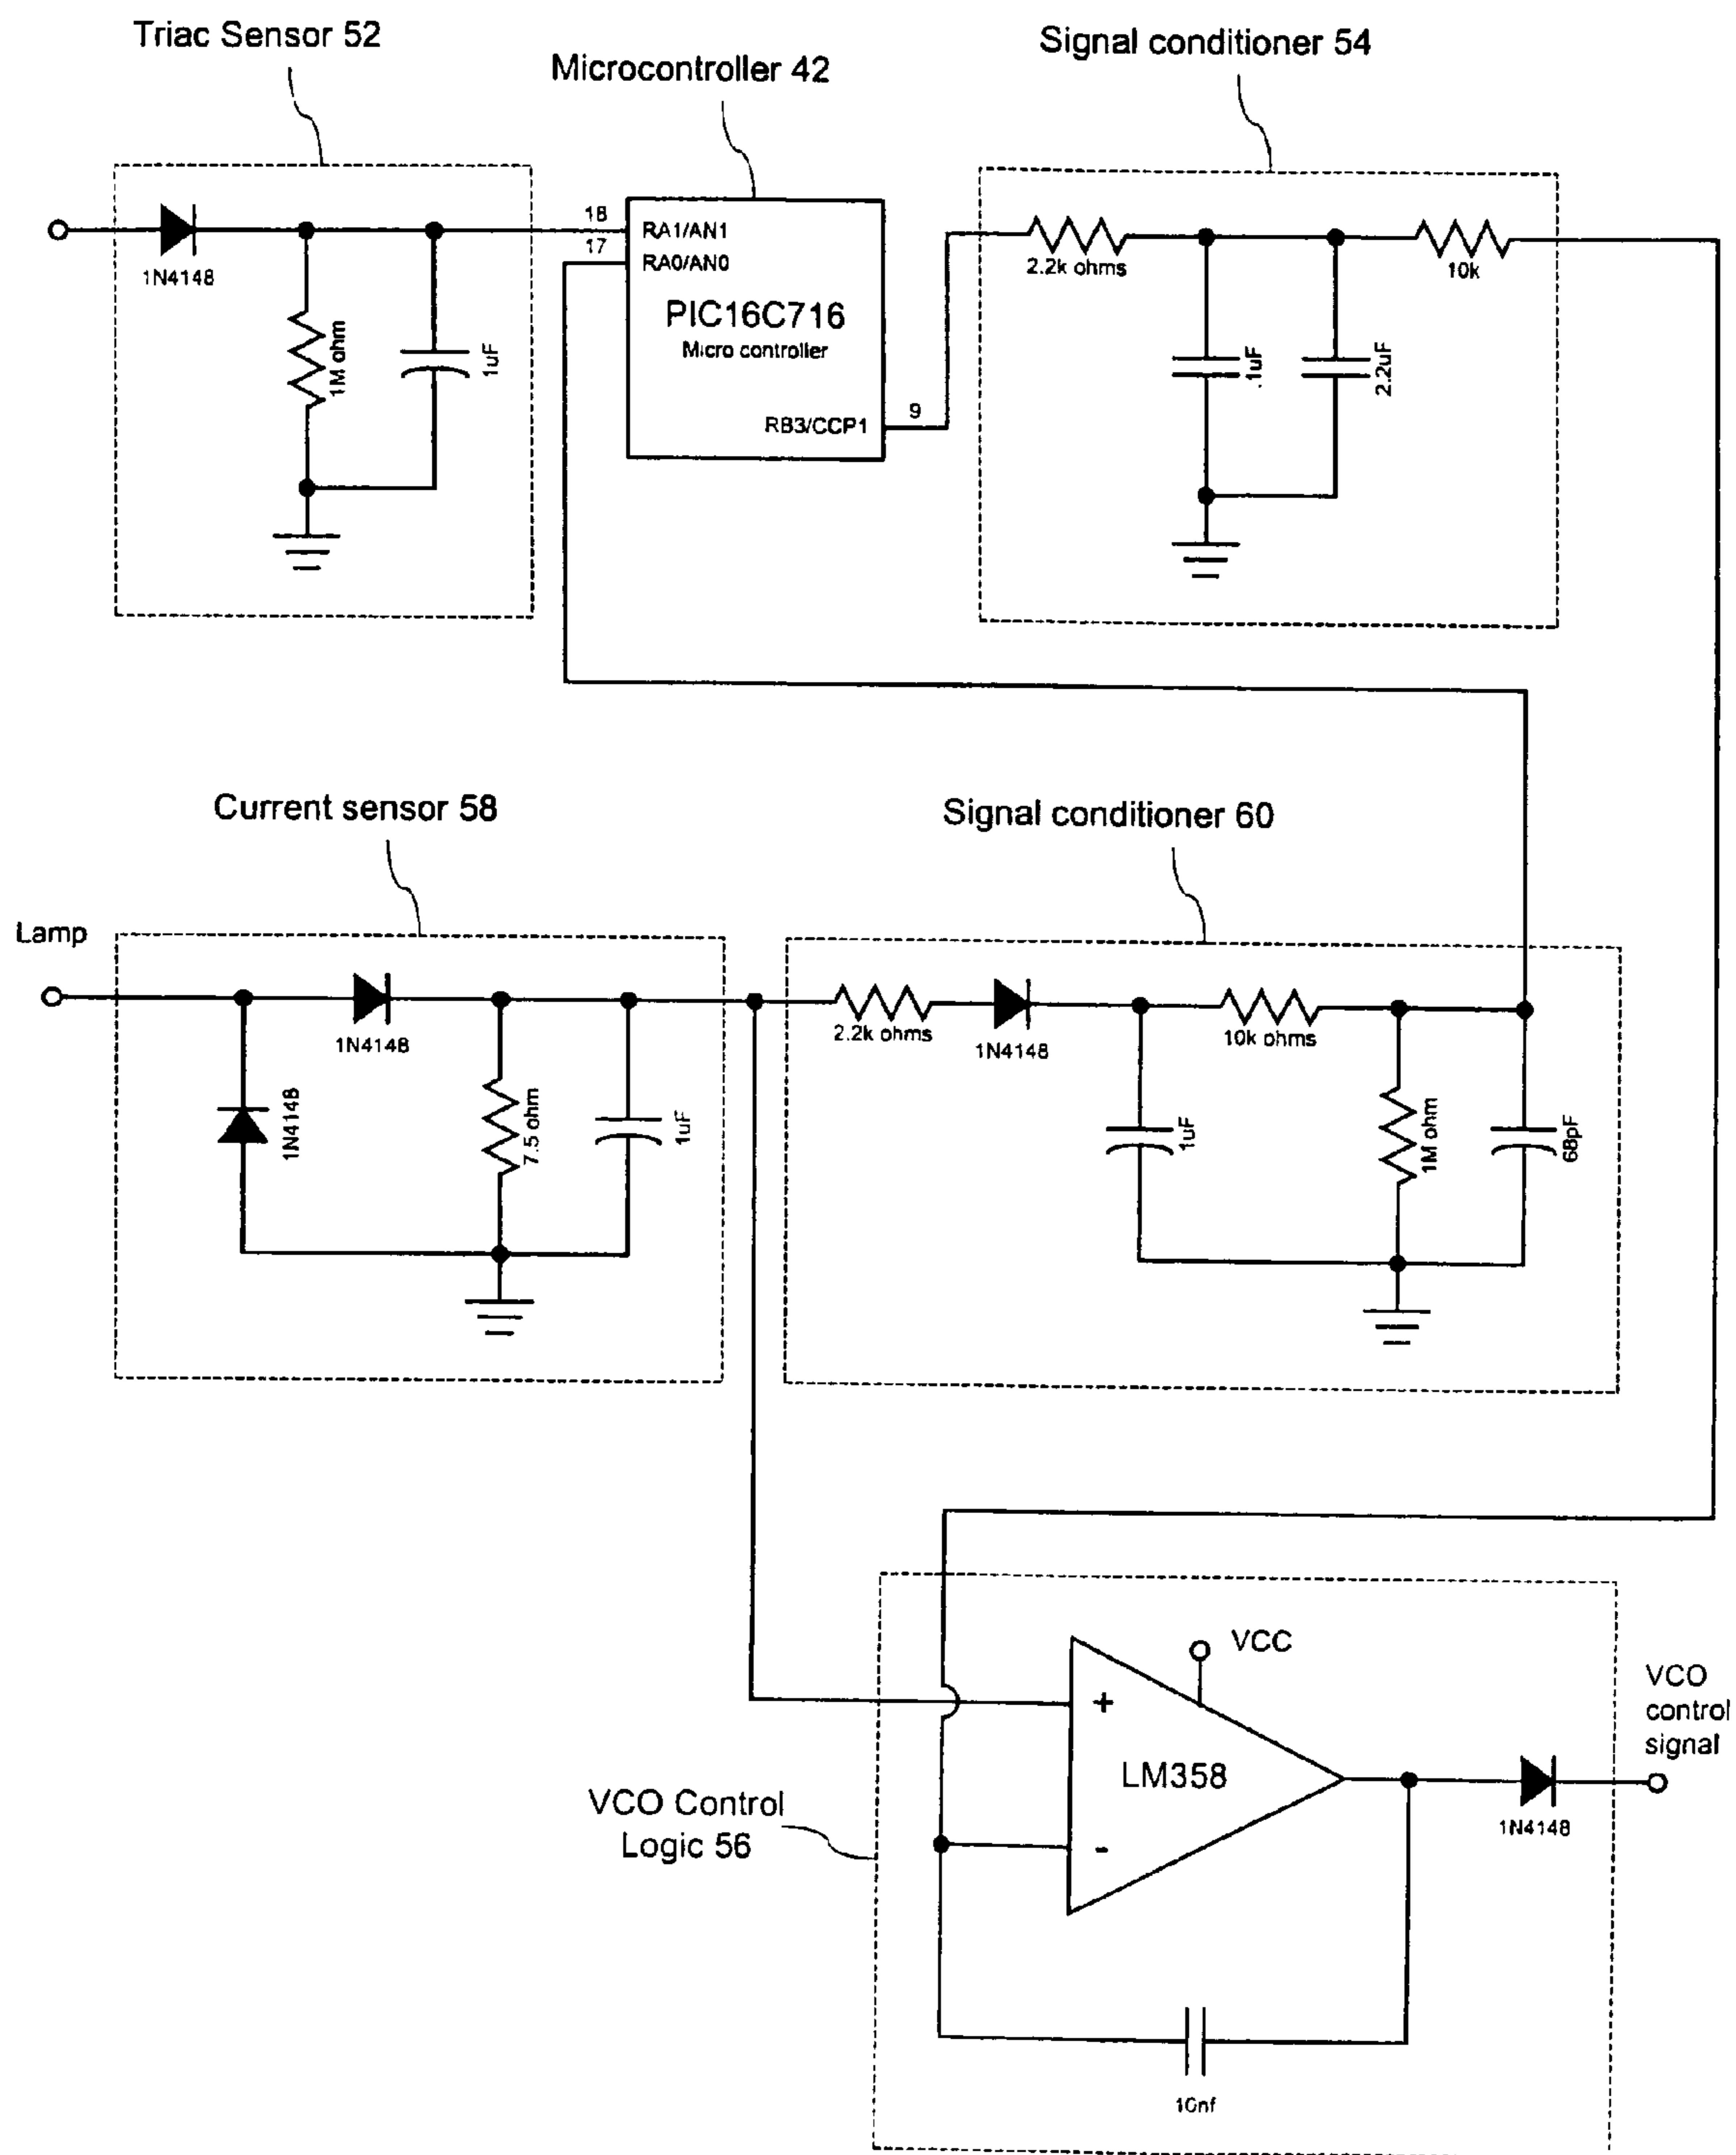 Triac Sensor 52
Microcontroller 42
Signal conditioner 54
1N4148
1M ohm
1uF
18
17
RA1/AN1
RA0/AN0
PIC16C716
Micro controller
RB3/CCP1
9
2.2k ohms
.1uF
2.2uF
10k
Current sensor 58
Signal conditioner 60
Lamp
1N4148
1N4148
7.5 ohm
1uF
2.2k ohms
1N4148
1uF
10k ohms
1M ohm
68pF
VCC
+
LM358
-
VCO
control
signal
1N4148
VCO Control
Logic 56
10nf